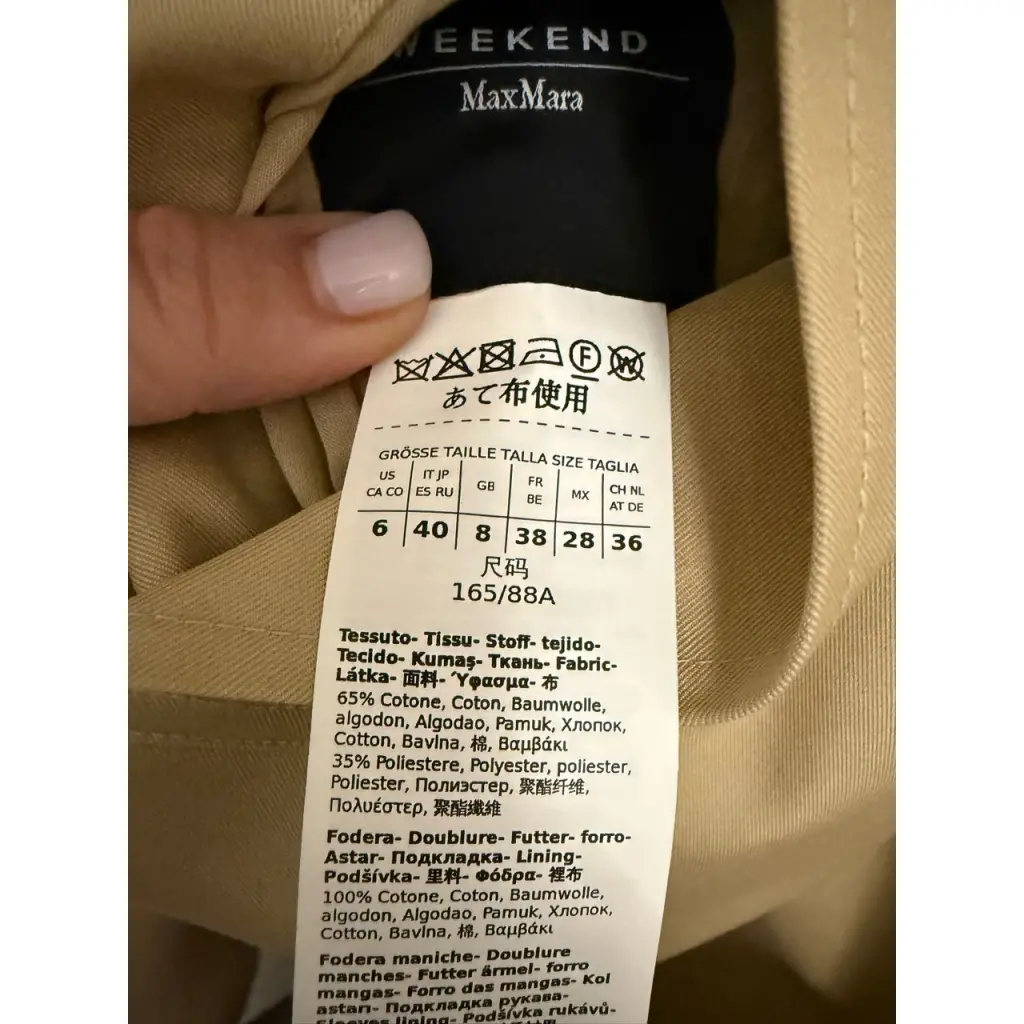 WEEKEND
MaxMara
F W
あて布使用
GRÖSSE TAILLE TALLA SIZE TAGLIA
US CA CO IT JP ES RU GB FR BE MX CH NL AT DE
6 40 8 38 28 36
尺码
165/88A
Tessuto- Tissu- Stoff- tejido-
Tecido- Kumaş- Ткань- Fabric-
Látka- 面料- Ύφασμα- 布
65% Cotone, Coton, Baumwolle,
algodon, Algodao, Pamuk, Хлопок,
Cotton, Bavlna, 棉, Βαμβάκι
35% Poliestere, Polyester, poliester,
Poliester, Полиэстер, 聚酯纤维,
Πολυέστερ, 聚酯纖維
Fodera- Doublure- Futter- forro-
Astar- Подкладка- Lining-
Podšívka- 里料- Φόδρα- 裡布
100% Cotone, Coton, Baumwolle,
algodon, Algodao, Pamuk, Хлопок,
Cotton, Bavlna, 棉, Βαμβάκι
Fodera maniche- Doublure
manches- Futter ärmel- forro
mangas- Forro das mangas- Kol
astarı- Подкладка рукава-
Sleeves lining- Podšívka rukávů-